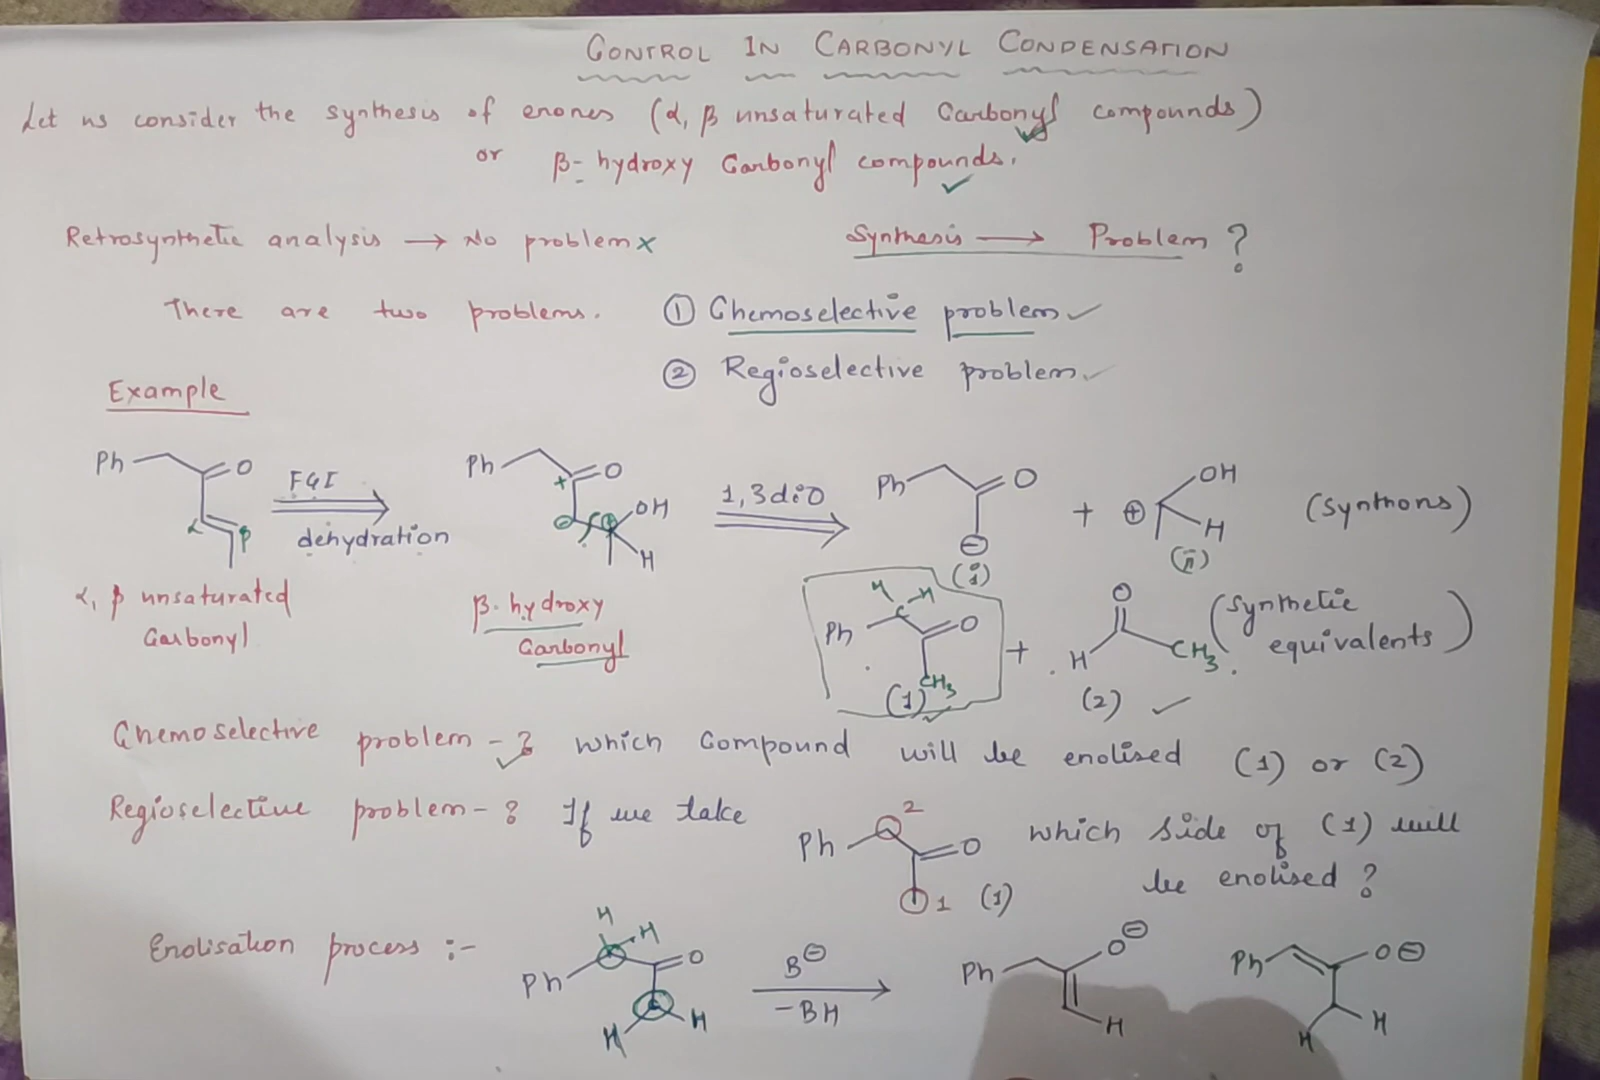 CONTROL IN CARBONYL CONDENSATION
Let us consider the synthesis of enones (α, β unsaturated Carbonyl compounds)
or β- hydroxy Carbonyl compounds.
Retrosynthetic analysis → No problem x
Synthesis → Problem ?
There are two problems. ① Chemoselective problem
② Regioselective problem
Example
Ph O α β
FGI
dehydration
Ph + O ⊖ ⊕ OH H
1,3 diO
Ph O ⊖ (i)
+ ⊕ OH H (ii)
(Synthons)
α, β unsaturated
Carbonyl
β- hydroxy
Carbonyl
Ph C H H O CH3 (1)
+ O H CH3 (2)
(Synthetic
equivalents)
Chemoselective problem - ? which compound will be enolised (1) or (2)
Regioselective problem - ? If we take Ph 2 O 1 (1) which side of (1) will
be enolised ?
Enolisation process :-
Ph H H O H H
B⊖
-BH
Ph O⊖ H
Ph O⊖ H H